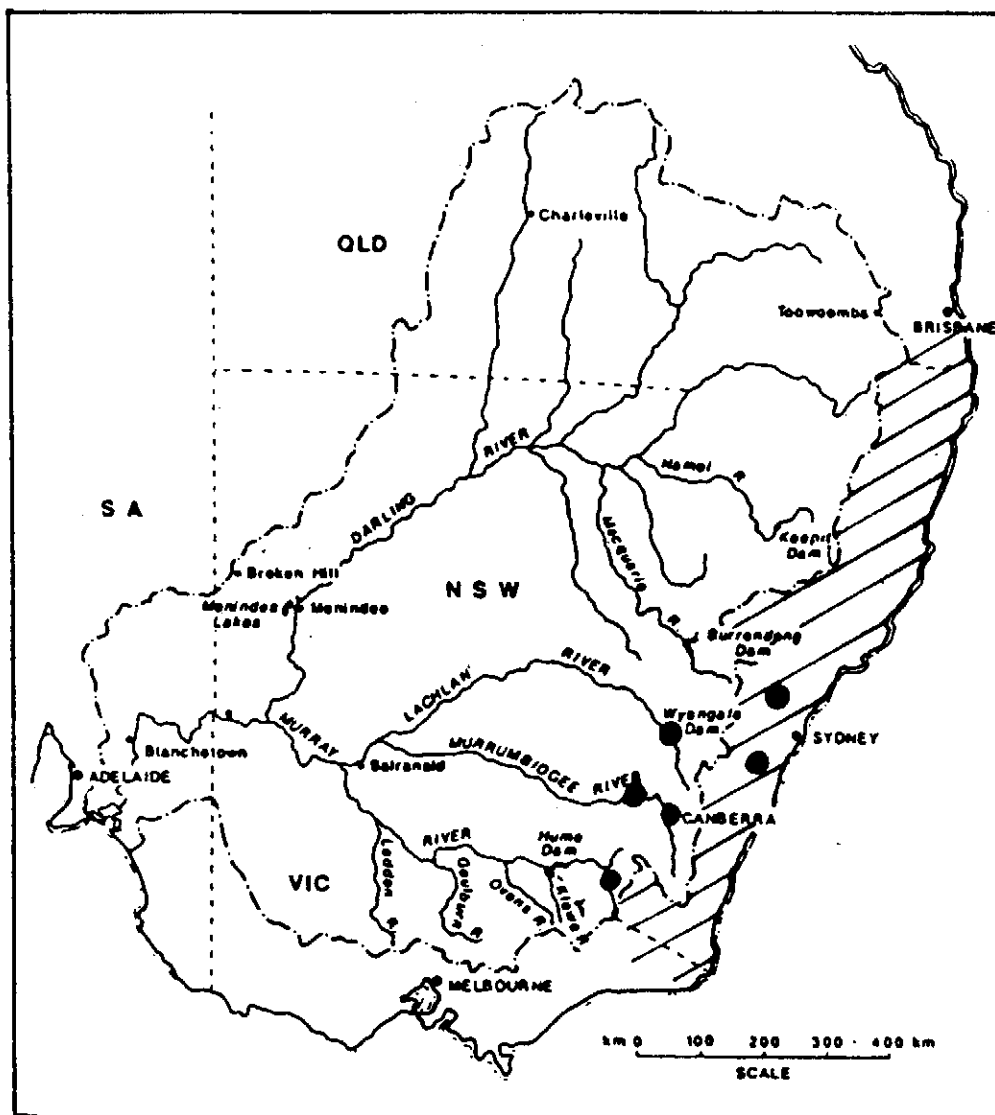 QLD
Charleville
Toowoomba
BRISBANE
RIVER
DARLING
Namoi R.
S A
Keepit
Dam
Macquarie R.
Broken Hill
N S W
Menindee
Lakes
Menindee
Burrendong
Dam
RIVER
LACHLAN
Wyangala
Dam
SYDNEY
MURRAY
Blanchetown
MURRUMBIDGEE RIVER
Balranald
ADELAIDE
CANBERRA
RIVER
Hume
Dam
Loddon R.
Goulburn R.
VIC
Ovens R.
Kiewa R.
MELBOURNE
km 0 100 200 300 400 km
SCALE